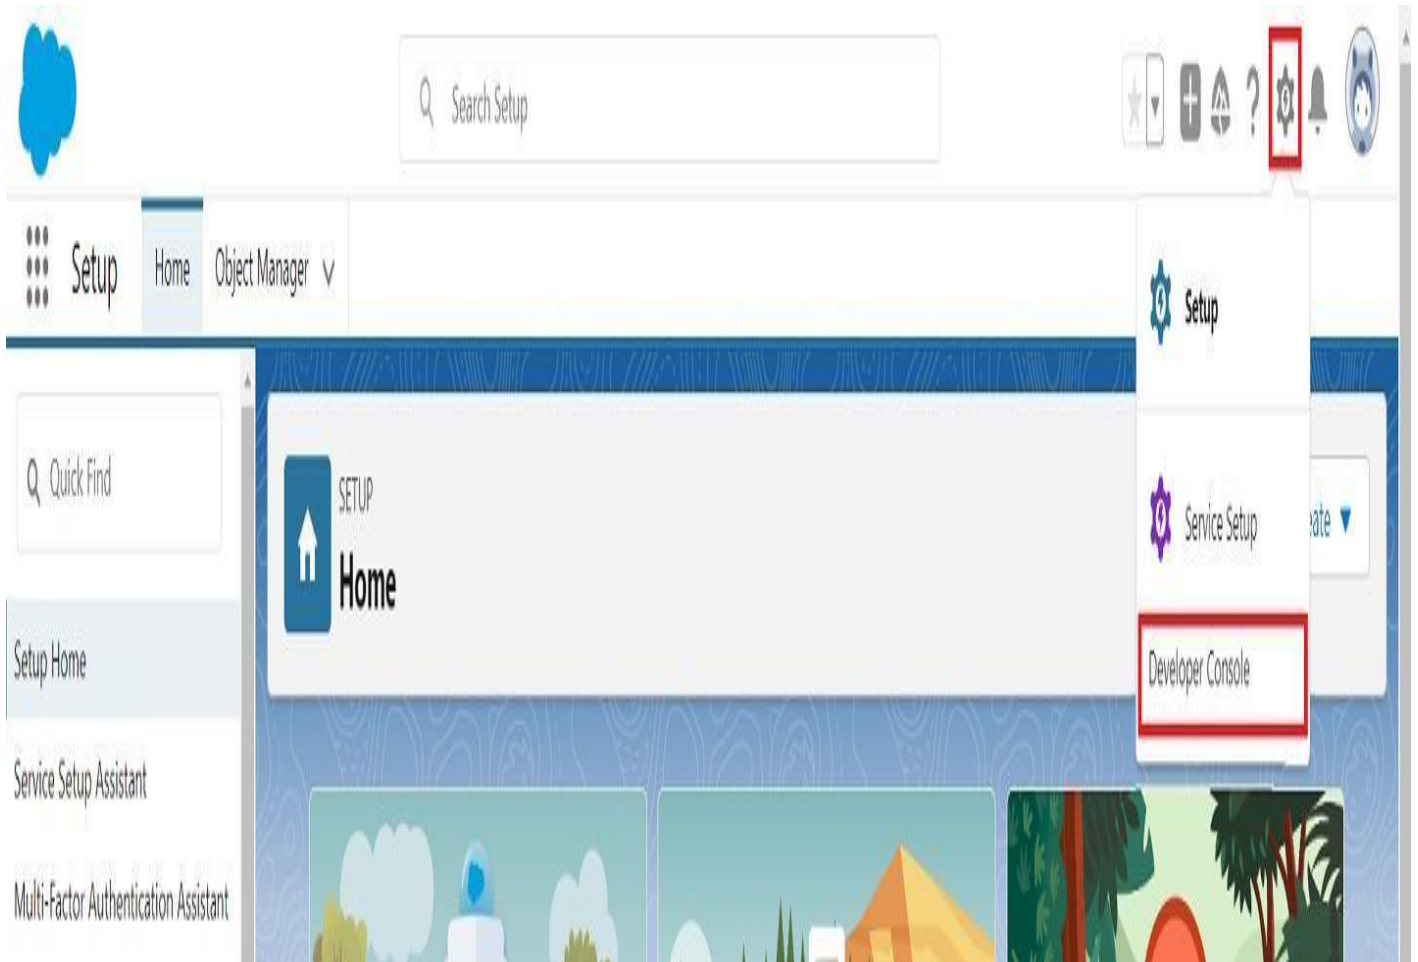 Search Setup
?
Setup
Home
Object Manager
Setup
Quick Find
SETUP
Home
Service Setup
eate
Setup Home
Developer Console
Service Setup Assistant
Multi-Factor Authentication Assistant